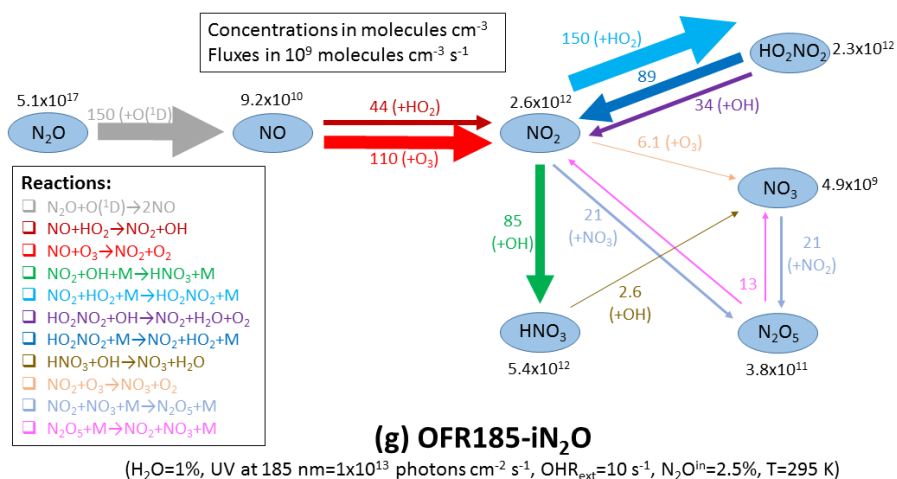 Concentrations in molecules cm⁻³
Fluxes in 10⁹ molecules cm⁻³ s⁻¹
150 (+HO₂)
HO₂NO₂
2.3x10¹²
89
34 (+OH)
5.1x10¹⁷
N₂O
150 (+O(¹D)
9.2x10¹⁰
NO
44 (+HO₂)
110 (+O₃)
2.6x10¹²
NO₂
6.1 (+O₃)
NO₃
4.9x10⁹
85
(+OH)
21
(+NO₃)
2.6
(+OH)
13
21
(+NO₂)
HNO₃
5.4x10¹²
N₂O₅
3.8x10¹¹
Reactions:
N₂O+O(¹D)→2NO
NO+HO₂→NO₂+OH
NO+O₃→NO₂+O₂
NO₂+OH+M→HNO₃+M
NO₂+HO₂+M→HO₂NO₂+M
HO₂NO₂+OH→NO₂+H₂O+O₂
HO₂NO₂+M→NO₂+HO₂+M
HNO₃+OH→NO₃+H₂O
NO₂+O₃→NO₃+O₂
NO₂+NO₃+M→N₂O₅+M
N₂O₅+M→NO₂+NO₃+M
(g) OFR185-iN₂O
(H₂O=1%, UV at 185 nm=1x10¹³ photons cm⁻² s⁻¹, OHRₑₓₜ=10 s⁻¹, N₂Oⁱⁿ=2.5%, T=295 K)